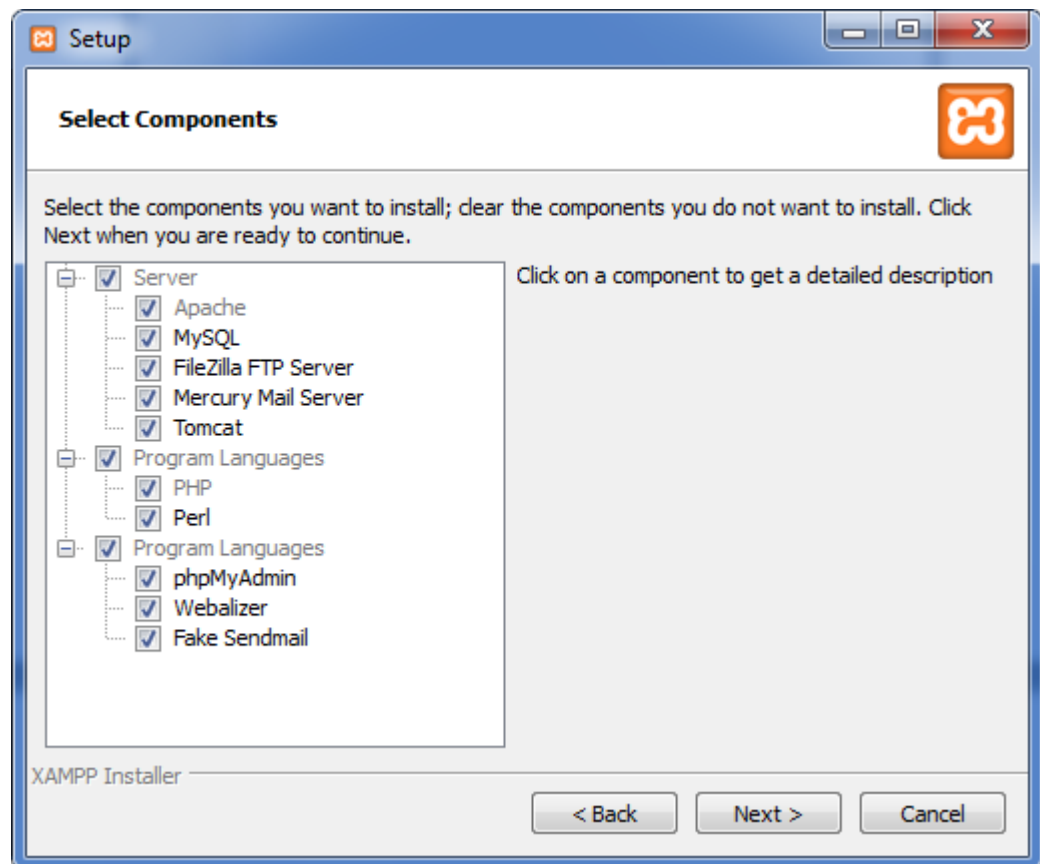 Setup
Select Components
Select the components you want to install; clear the components you do not want to install. Click
Next when you are ready to continue.
Server
Click on a component to get a detailed description
Apache
MySQL
FileZilla FTP Server
Mercury Mail Server
Tomcat
Program Languages
PHP
Perl
Program Languages
phpMyAdmin
Webalizer
Fake Sendmail
XAMPP Installer
< Back
Next >
Cancel